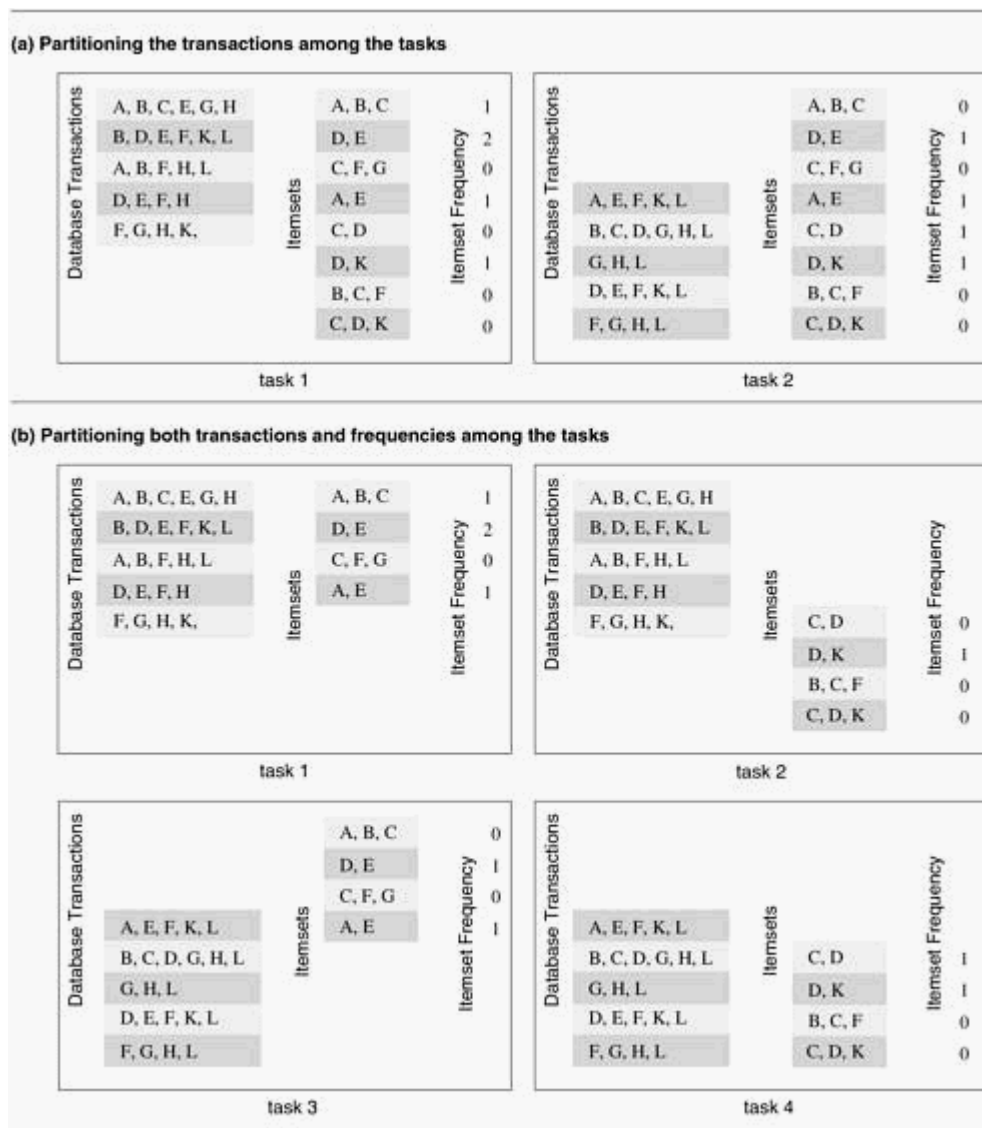 (a) Partitioning the transactions among the tasks
Database Transactions
A, B, C, E, G, H
B, D, E, F, K, L
A, B, F, H, L
D, E, F, H
F, G, H, K,
Itemsets
A, B, C
D, E
C, F, G
A, E
C, D
D, K
B, C, F
C, D, K
Itemset Frequency
1
2
0
1
0
1
0
0
task 1
Database Transactions
A, E, F, K, L
B, C, D, G, H, L
G, H, L
D, E, F, K, L
F, G, H, L
Itemsets
A, B, C
D, E
C, F, G
A, E
C, D
D, K
B, C, F
C, D, K
Itemset Frequency
0
1
0
1
1
1
0
0
task 2
(b) Partitioning both transactions and frequencies among the tasks
Database Transactions
A, B, C, E, G, H
B, D, E, F, K, L
A, B, F, H, L
D, E, F, H
F, G, H, K,
Itemsets
A, B, C
D, E
C, F, G
A, E
Itemset Frequency
1
2
0
1
task 1
Database Transactions
A, B, C, E, G, H
B, D, E, F, K, L
A, B, F, H, L
D, E, F, H
F, G, H, K,
Itemsets
C, D
D, K
B, C, F
C, D, K
Itemset Frequency
0
1
0
0
task 2
Database Transactions
A, E, F, K, L
B, C, D, G, H, L
G, H, L
D, E, F, K, L
F, G, H, L
Itemsets
A, B, C
D, E
C, F, G
A, E
Itemset Frequency
0
1
0
1
task 3
Database Transactions
A, E, F, K, L
B, C, D, G, H, L
G, H, L
D, E, F, K, L
F, G, H, L
Itemsets
C, D
D, K
B, C, F
C, D, K
Itemset Frequency
1
1
0
0
task 4